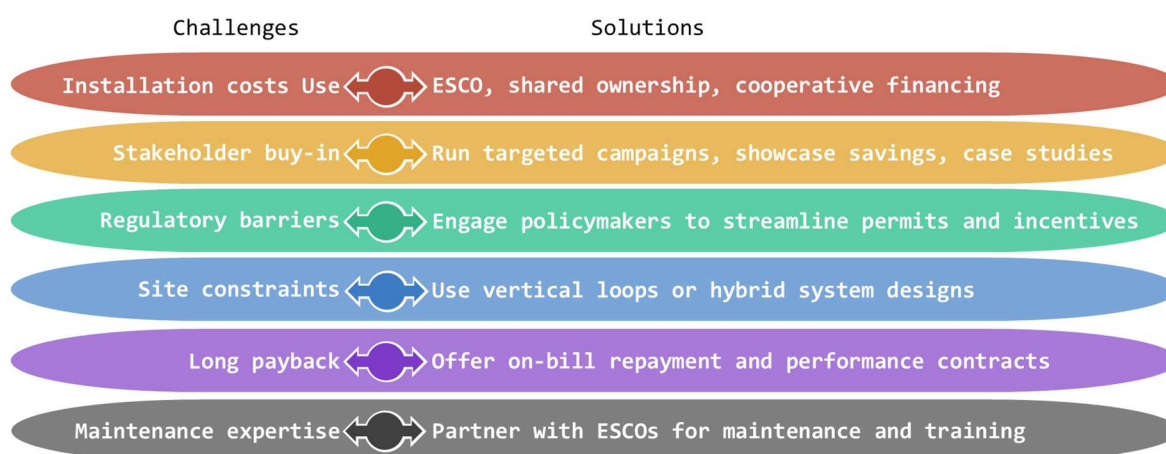 Challenges Solutions
Installation costs Use ESCO, shared ownership, cooperative financing
Stakeholder buy-in Run targeted campaigns, showcase savings, case studies
Regulatory barriers Engage policymakers to streamline permits and incentives
Site constraints Use vertical loops or hybrid system designs
Long payback Offer on-bill repayment and performance contracts
Maintenance expertise Partner with ESCOs for maintenance and training